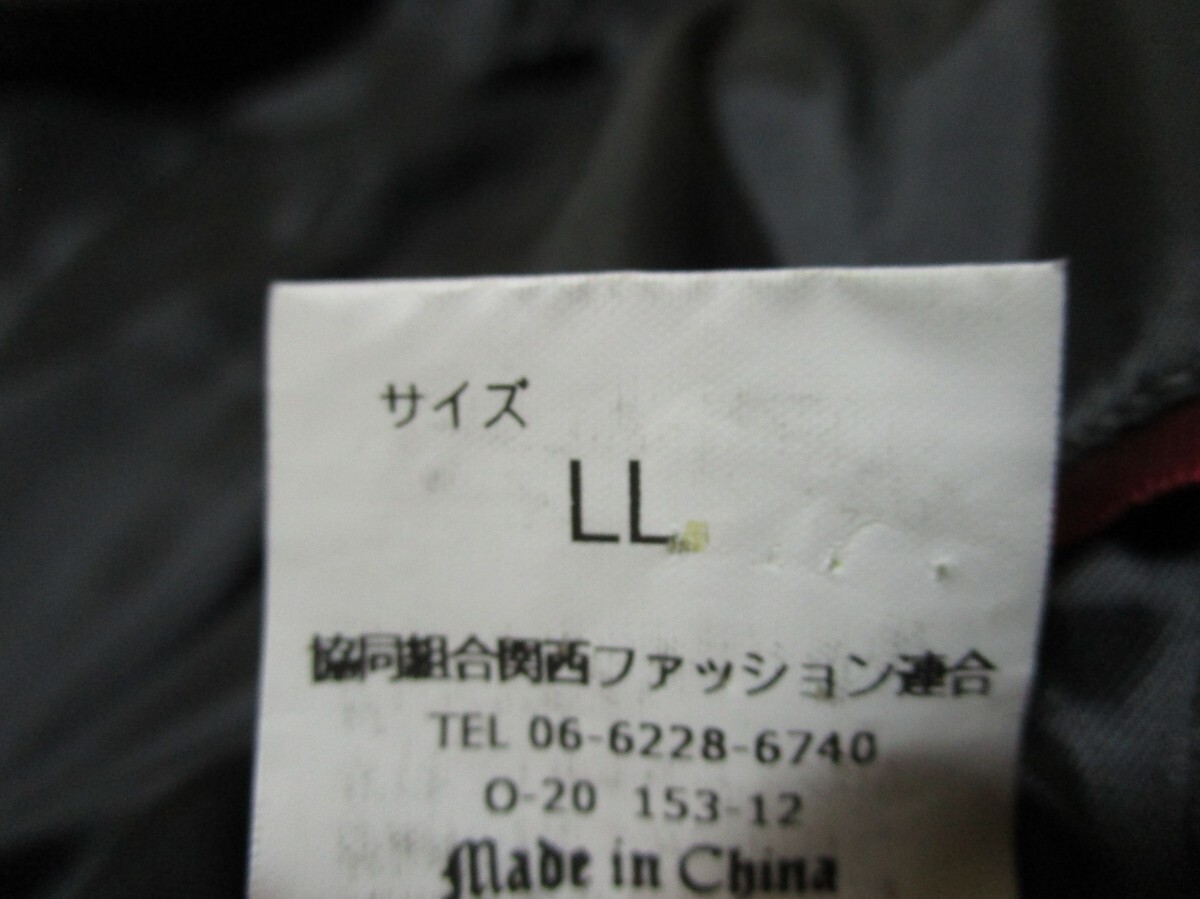 サイズ
LL
協同組合関西ファッション連合
TEL 06-6228-6740
O-20 153-12
Made in China